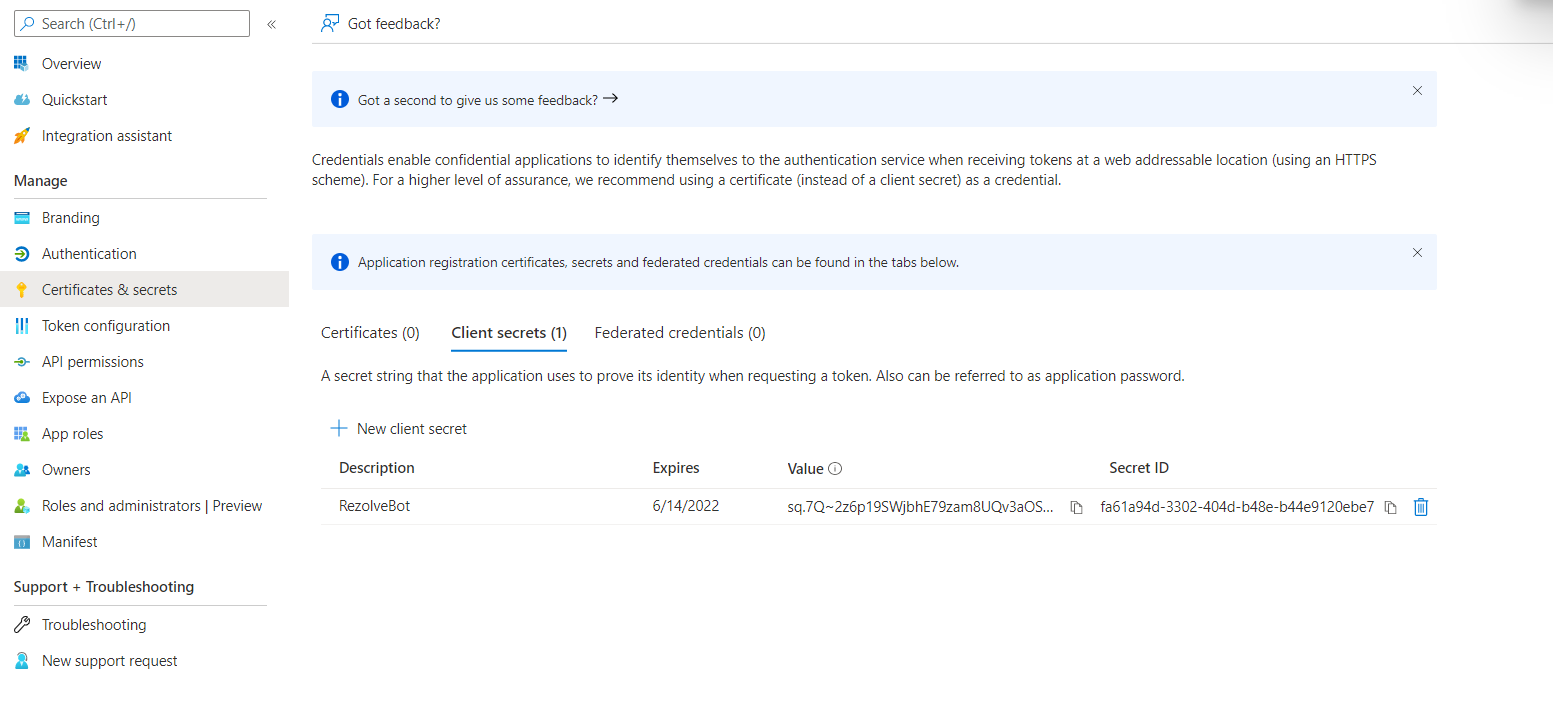 Search (Ctrl+/)
«
Overview
Quickstart
Integration assistant
Manage
Branding
Authentication
Certificates & secrets
Token configuration
API permissions
Expose an API
App roles
Owners
Roles and administrators | Preview
Manifest
Support + Troubleshooting
Troubleshooting
New support request
Got feedback?
Got a second to give us some feedback? →
Credentials enable confidential applications to identify themselves to the authentication service when receiving tokens at a web addressable location (using an HTTPS
scheme). For a higher level of assurance, we recommend using a certificate (instead of a client secret) as a credential.
Application registration certificates, secrets and federated credentials can be found in the tabs below.
Certificates (0) Client secrets (1) Federated credentials (0)
A secret string that the application uses to prove its identity when requesting a token. Also can be referred to as application password.
New client secret
Description Expires Value Secret ID
RezolveBot 6/14/2022 sq.7Q~2z6p19SWjbhE79zam8UQv3aOS... fa61a94d-3302-404d-b48e-b44e9120ebe7